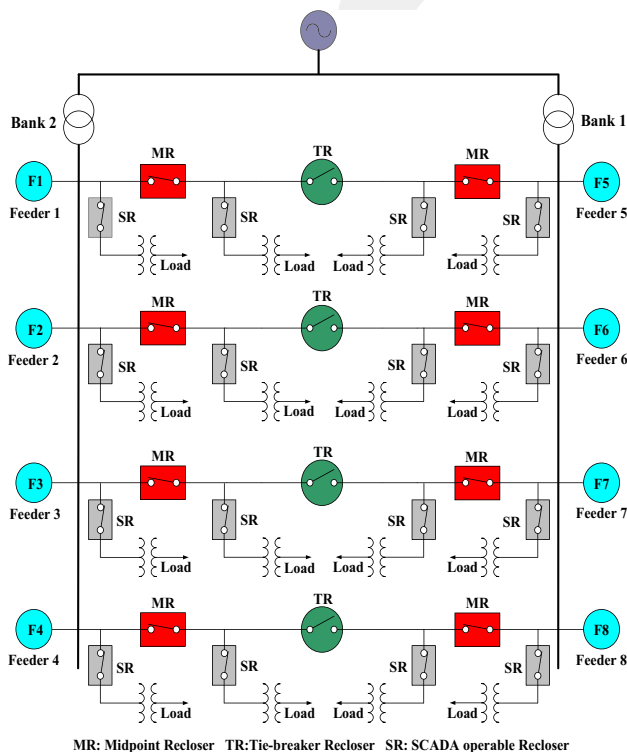 Bank 2
Bank 1
MR
TR
MR
F1
F5
Feeder 1
SR
SR
SR
SR
Feeder 5
Load
Load
Load
Load
MR
TR
MR
F2
F6
Feeder 2
SR
SR
SR
SR
Feeder 6
Load
Load
Load
Load
MR
TR
MR
F3
F7
Feeder 3
SR
SR
SR
SR
Feeder 7
Load
Load
Load
Load
MR
TR
MR
F4
F8
Feeder 4
SR
SR
SR
SR
Feeder 8
Load
Load
Load
Load
MR: Midpoint Recloser TR:Tie-breaker Recloser SR: SCADA operable Recloser